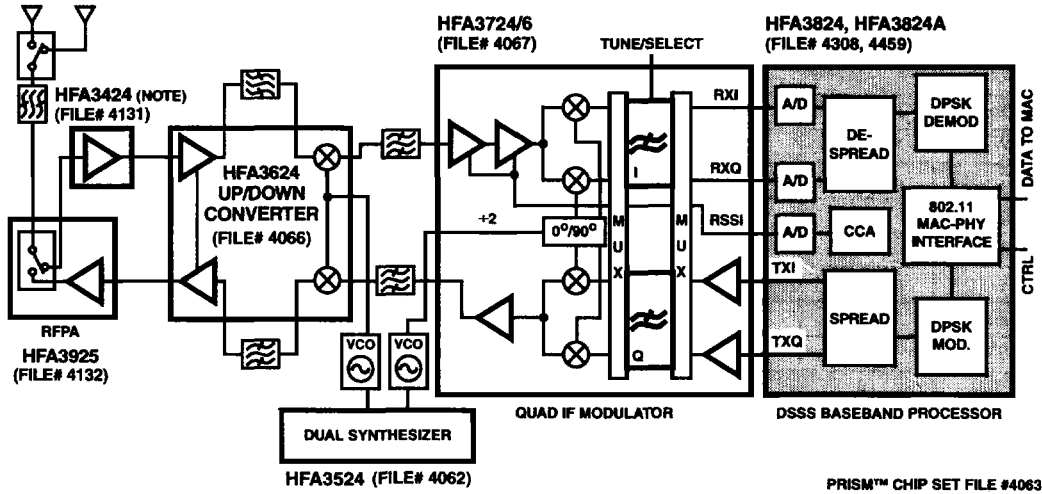 HFA3424 (NOTE)
(FILE# 4131)
HFA3624
UP/DOWN
CONVERTER
(FILE# 4066)
RFPA
HFA3925
(FILE# 4132)
VCO
VCO
DUAL SYNTHESIZER
HFA3524 (FILE# 4062)
HFA3724/6
(FILE# 4067)
TUNE/SELECT
÷2
0°/90°
M
U
X
I
Q
M
U
X
RXI
RXQ
RSSI
TXI
TXQ
QUAD IF MODULATOR
HFA3824, HFA3824A
(FILE# 4308, 4459)
A/D
A/D
A/D
DE-
SPREAD
CCA
SPREAD
DPSK
DEMOD
802.11
MAC-PHY
INTERFACE
DPSK
MOD.
DATA TO MAC
CTRL
DSSS BASEBAND PROCESSOR
PRISM™ CHIP SET FILE #4063